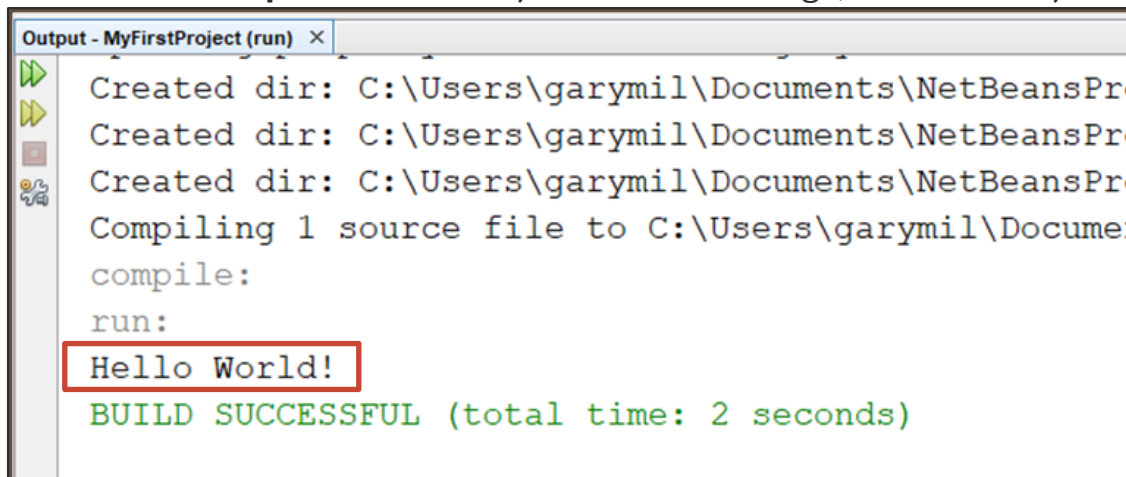 Output - MyFirstProject (run) ×
Created dir: C:\Users\garymil\Documents\NetBeansPr
Created dir: C:\Users\garymil\Documents\NetBeansPr
Created dir: C:\Users\garymil\Documents\NetBeansPr
Compiling 1 source file to C:\Users\garymil\Docume
compile:
run:
Hello World!
BUILD SUCCESSFUL (total time: 2 seconds)